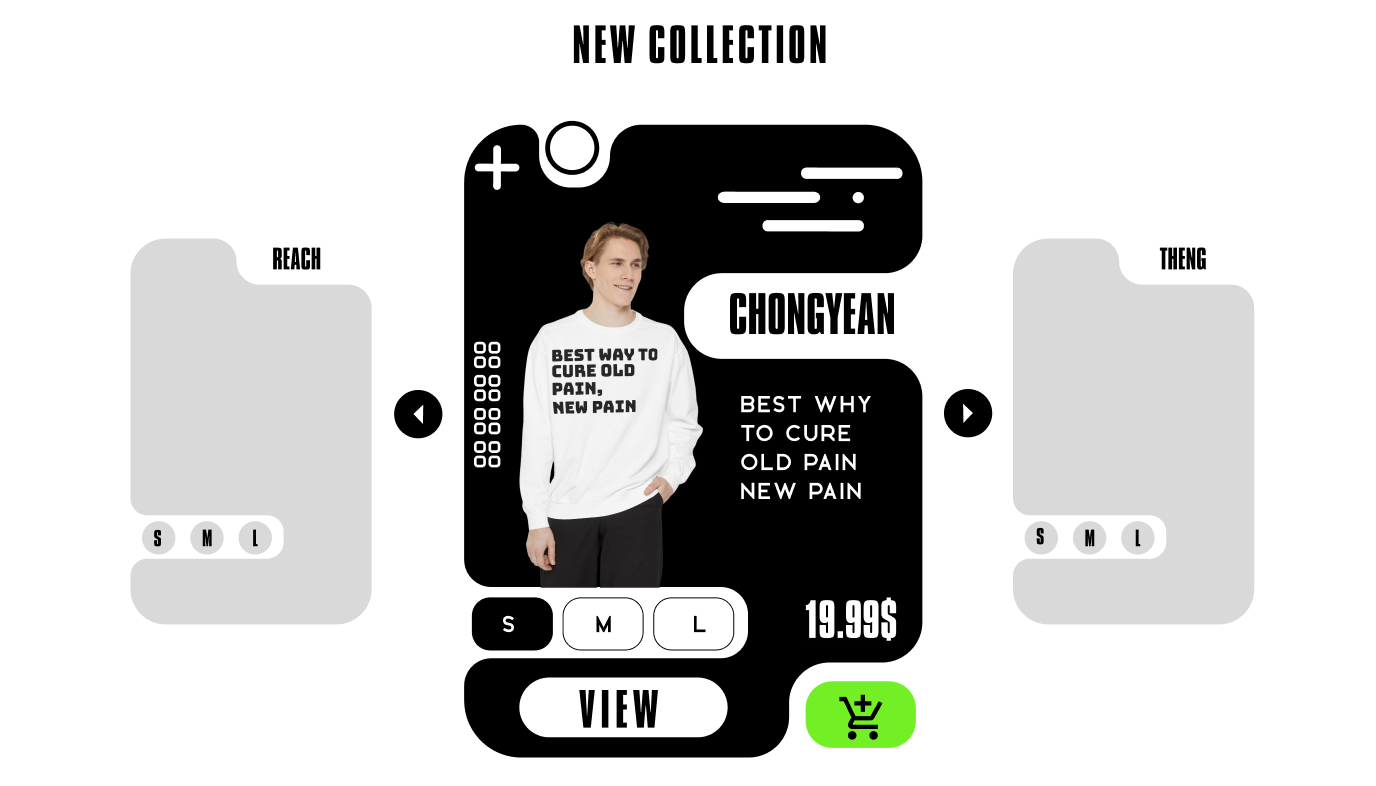 NEW COLLECTION
REACH
S M L
CHONGYEAN
BEST WAY TO
CURE OLD
PAIN,
NEW PAIN
BEST WHY
TO CURE
OLD PAIN
NEW PAIN
S M L
19.99$
VIEW
THENG
S M L